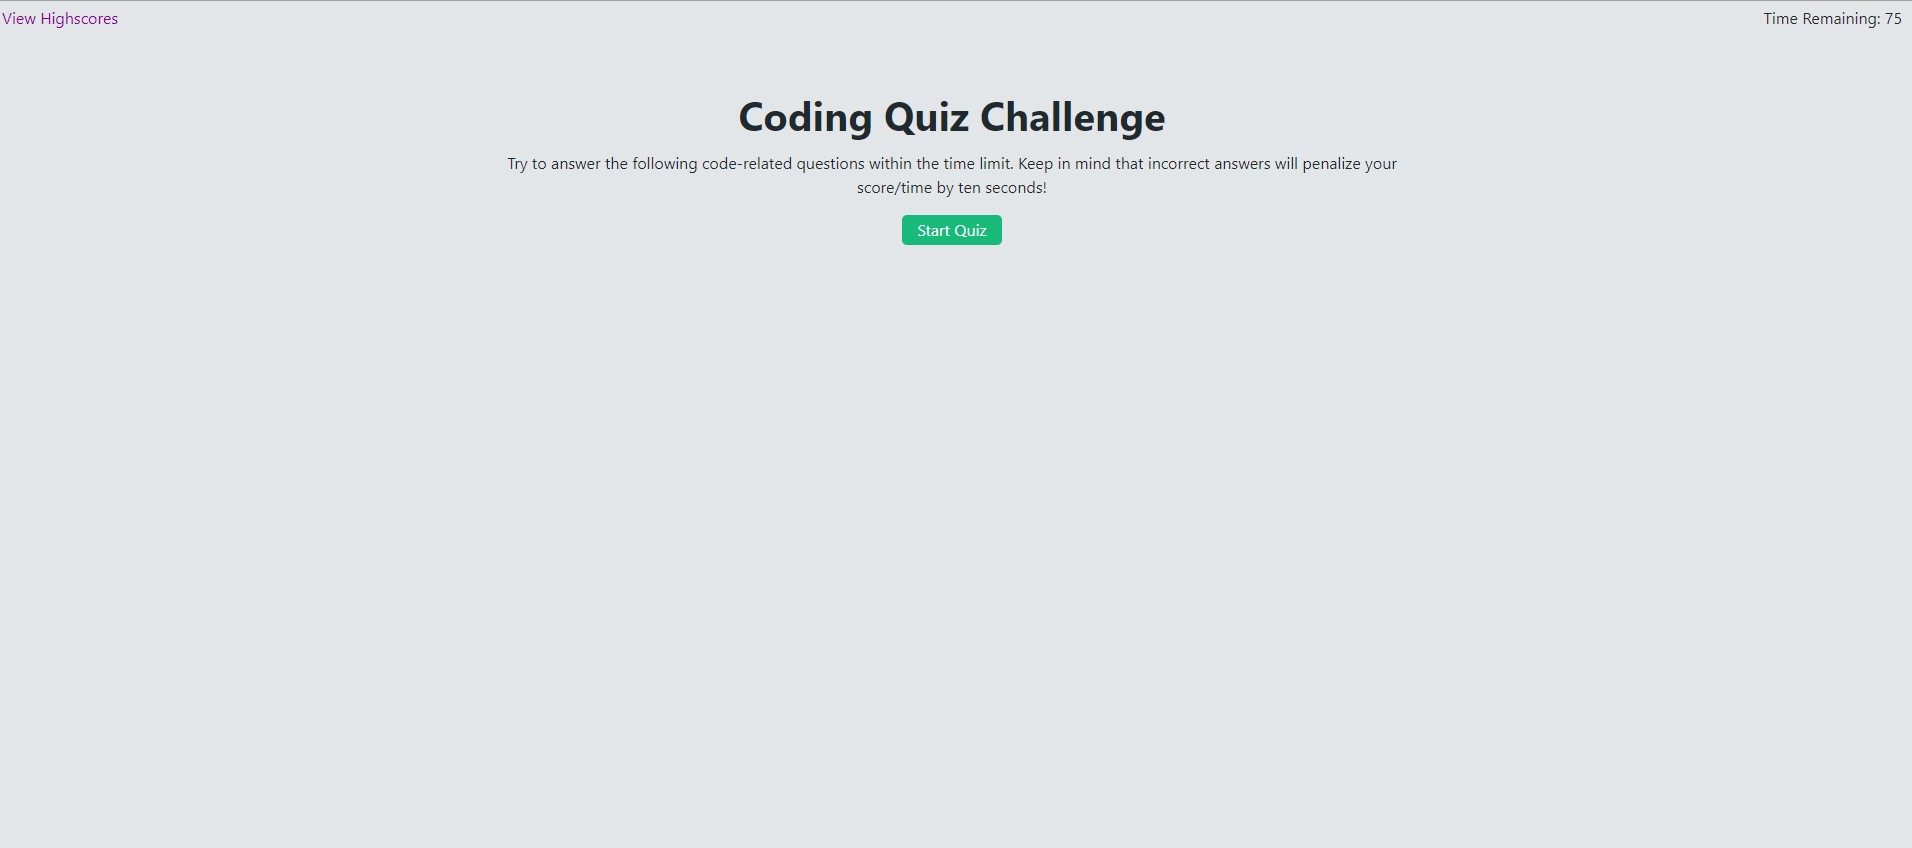 View Highscores
Time Remaining: 75
Coding Quiz Challenge
Try to answer the following code-related questions within the time limit. Keep in mind that incorrect answers will penalize your
score/time by ten seconds!
Start Quiz